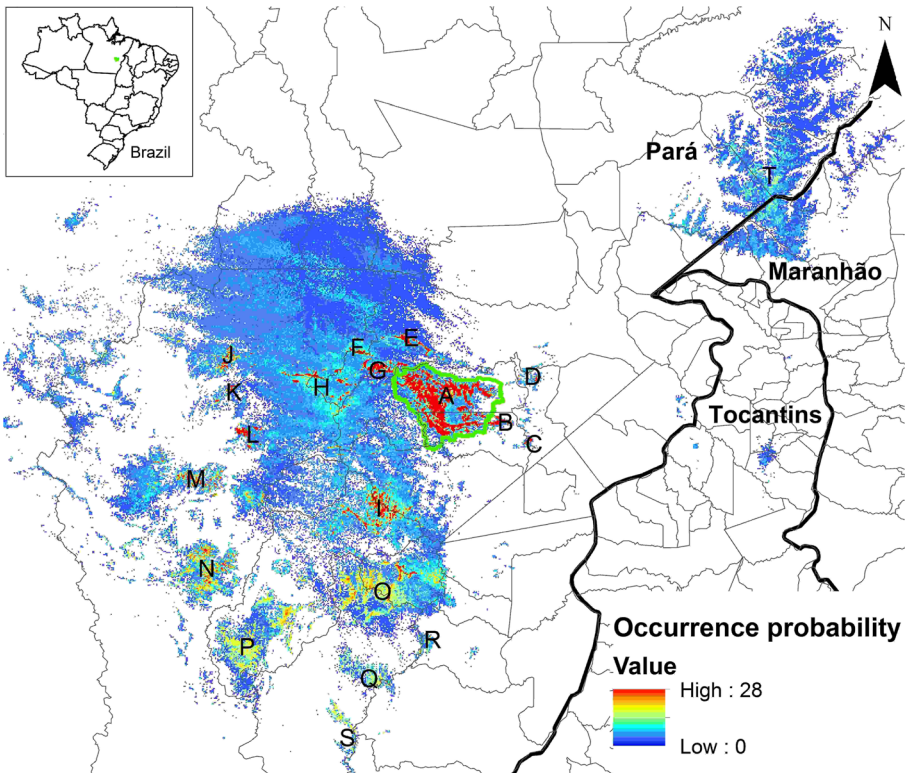 Brazil
N
Pará
T
Maranhão
E
F
J
G
D
H
K
A
Tocantins
B
L
C
M
I
N
O
Occurrence probability
R
P
Value
Q
High : 28
S
Low : 0